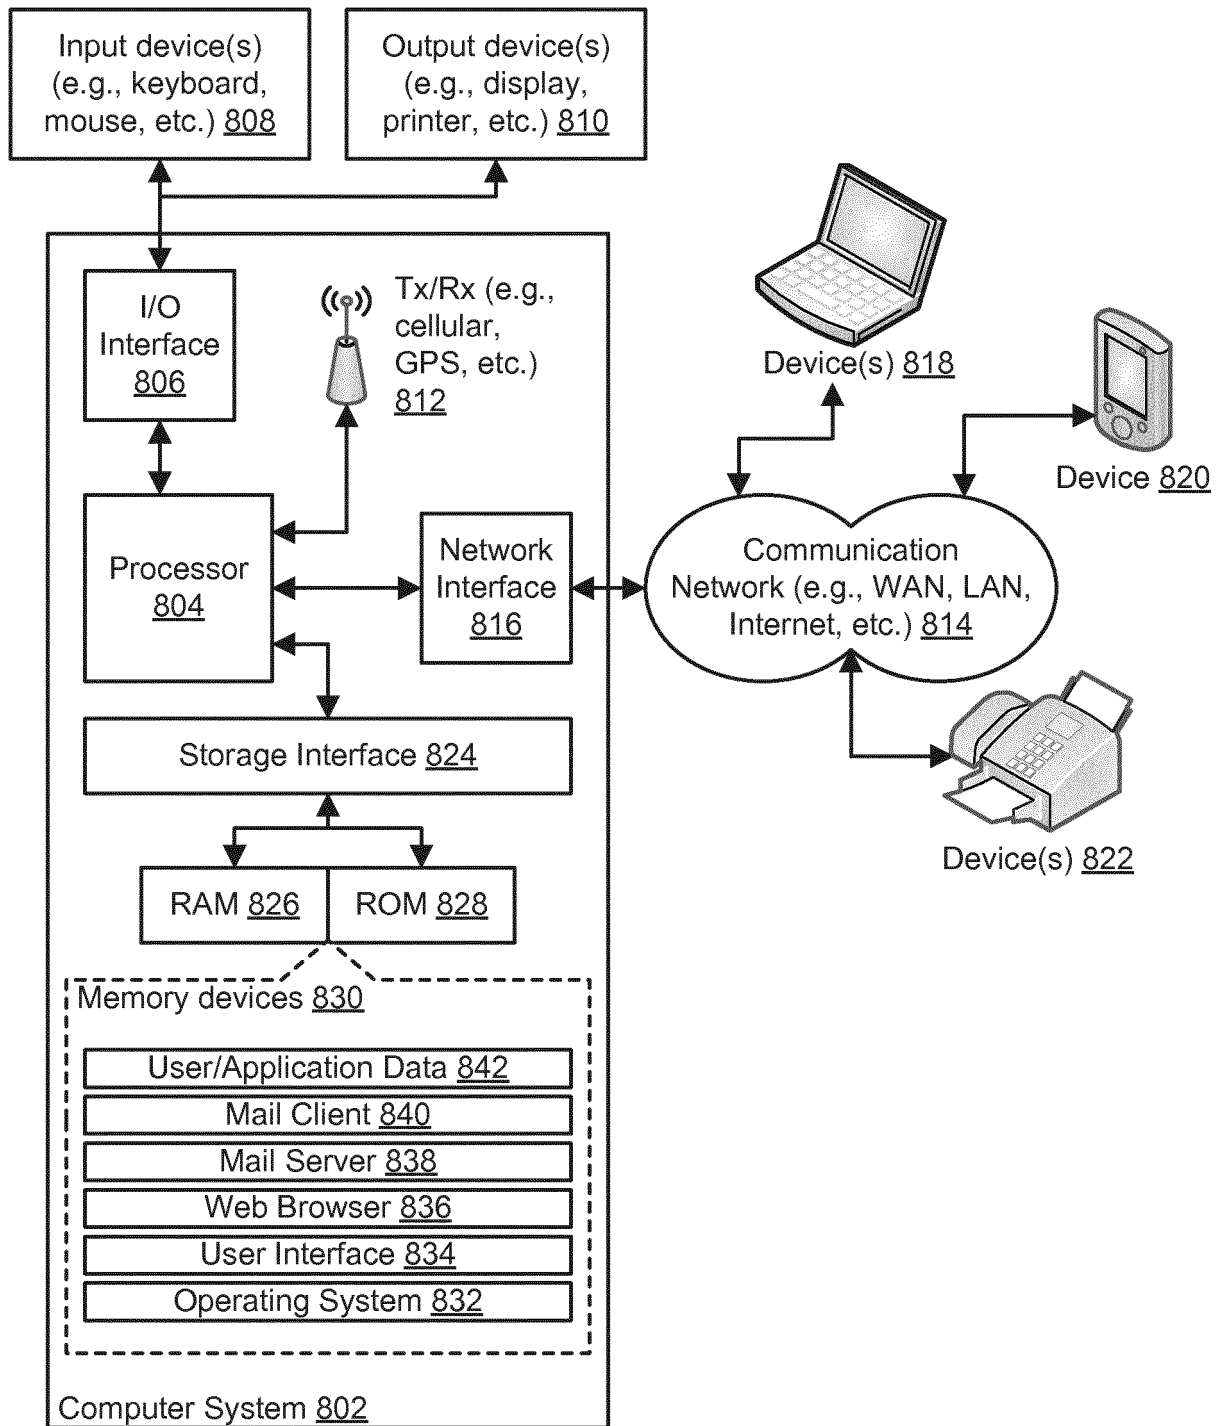 Input device(s)
(e.g., keyboard,
mouse, etc.) 808
Output device(s)
(e.g., display,
printer, etc.) 810
I/O
Interface
806
Tx/Rx (e.g.,
cellular,
GPS, etc.)
812
Device(s) 818
Device 820
Processor
804
Network
Interface
816
Communication
Network (e.g., WAN, LAN,
Internet, etc.) 814
Storage Interface 824
Device(s) 822
RAM 826
ROM 828
Memory devices 830
User/Application Data 842
Mail Client 840
Mail Server 838
Web Browser 836
User Interface 834
Operating System 832
Computer System 802